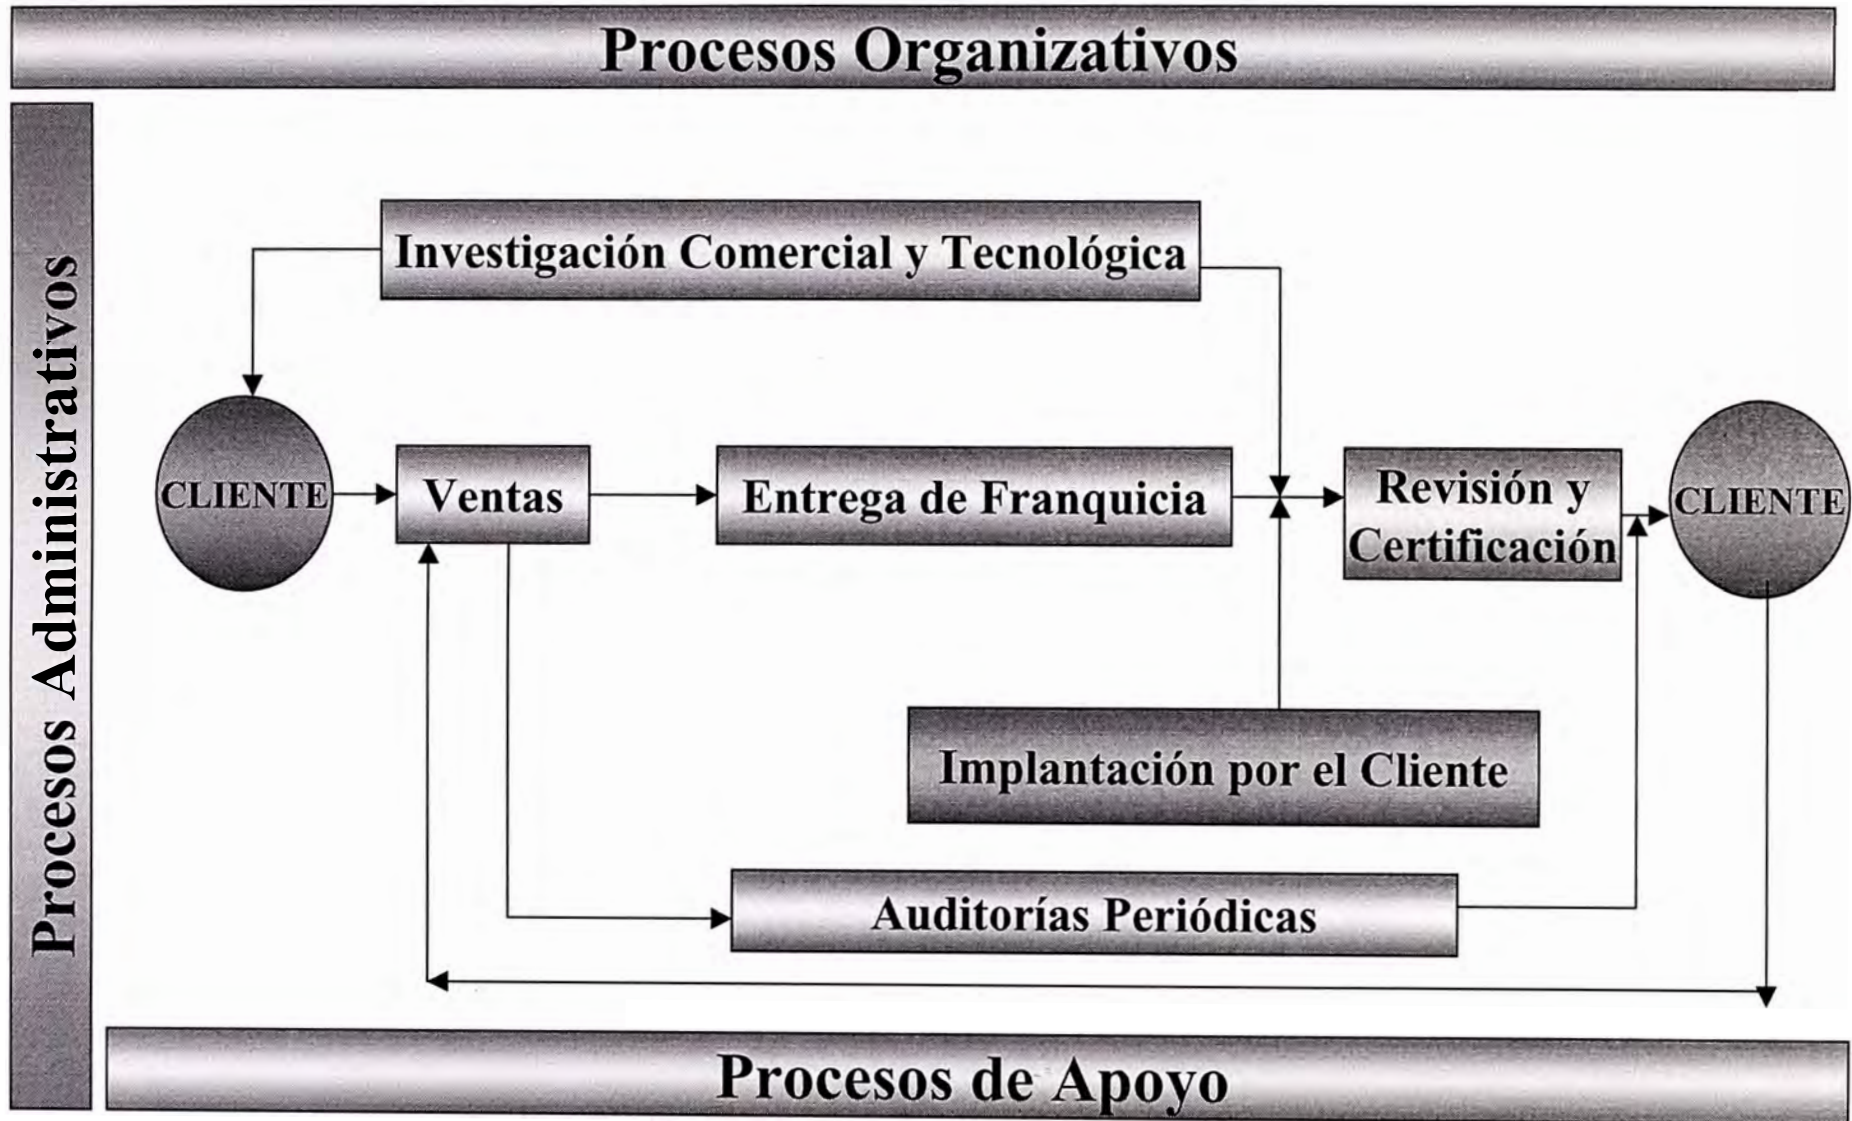 Procesos Organizativos
Procesos Administrativos
Investigación Comercial y Tecnológica
CLIENTE
Ventas
Entrega de Franquicia
Revisión y
Certificación
CLIENTE
Implantación por el Cliente
Auditorías Periódicas
Procesos de Apoyo